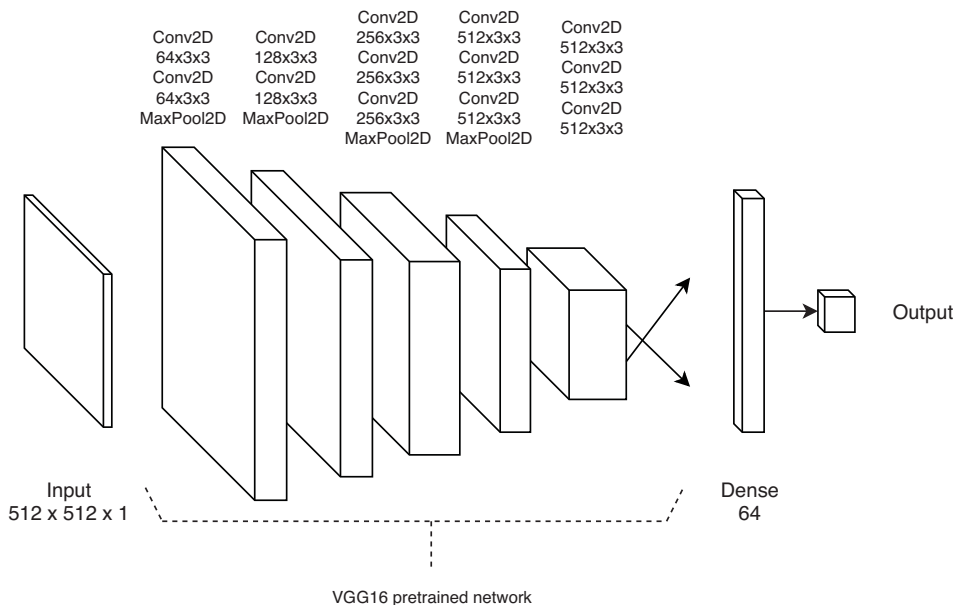 Conv2D
64x3x3
Conv2D
64x3x3
MaxPool2D
Conv2D
128x3x3
Conv2D
128x3x3
MaxPool2D
Conv2D
256x3x3
Conv2D
256x3x3
Conv2D
256x3x3
MaxPool2D
Conv2D
512x3x3
Conv2D
512x3x3
Conv2D
512x3x3
MaxPool2D
Conv2D
512x3x3
Conv2D
512x3x3
Conv2D
512x3x3
Output
Input
512 x 512 x 1
Dense
64
VGG16 pretrained network